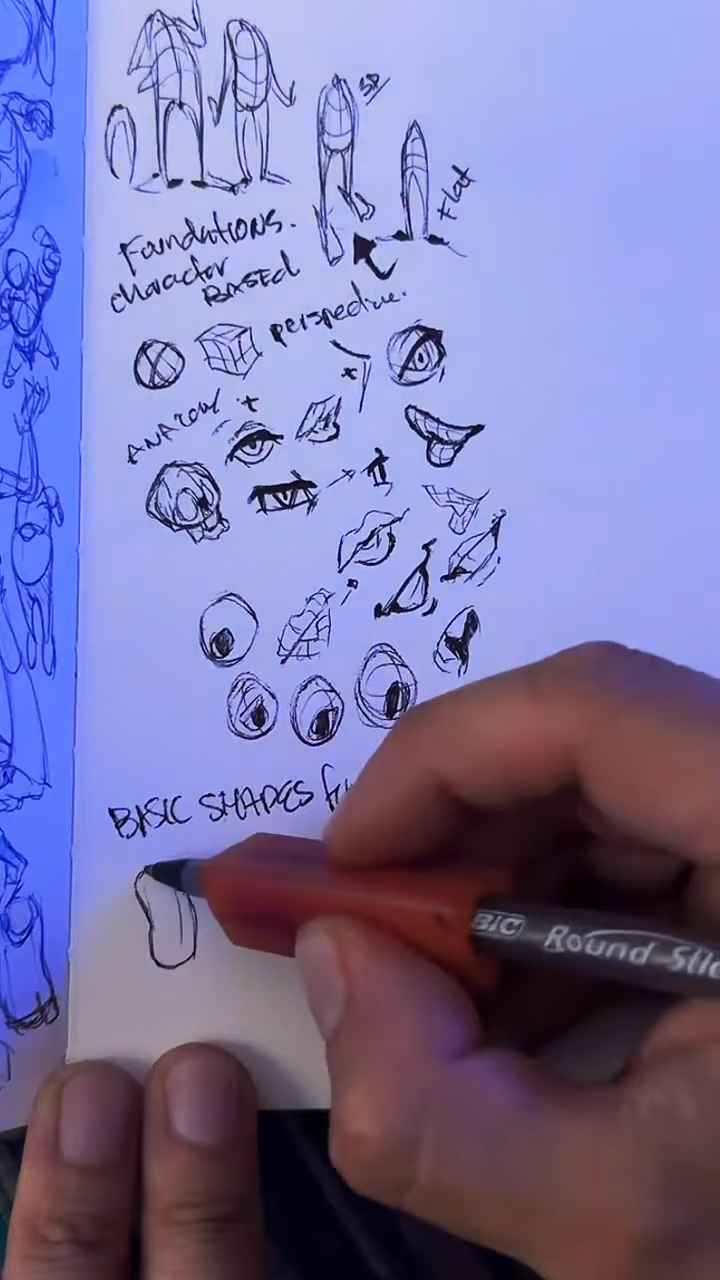 3D
Flat
Foundations.
character
BASED
perspective.
ANATOMY +
BASIC SHAPES
BIC Round Stic